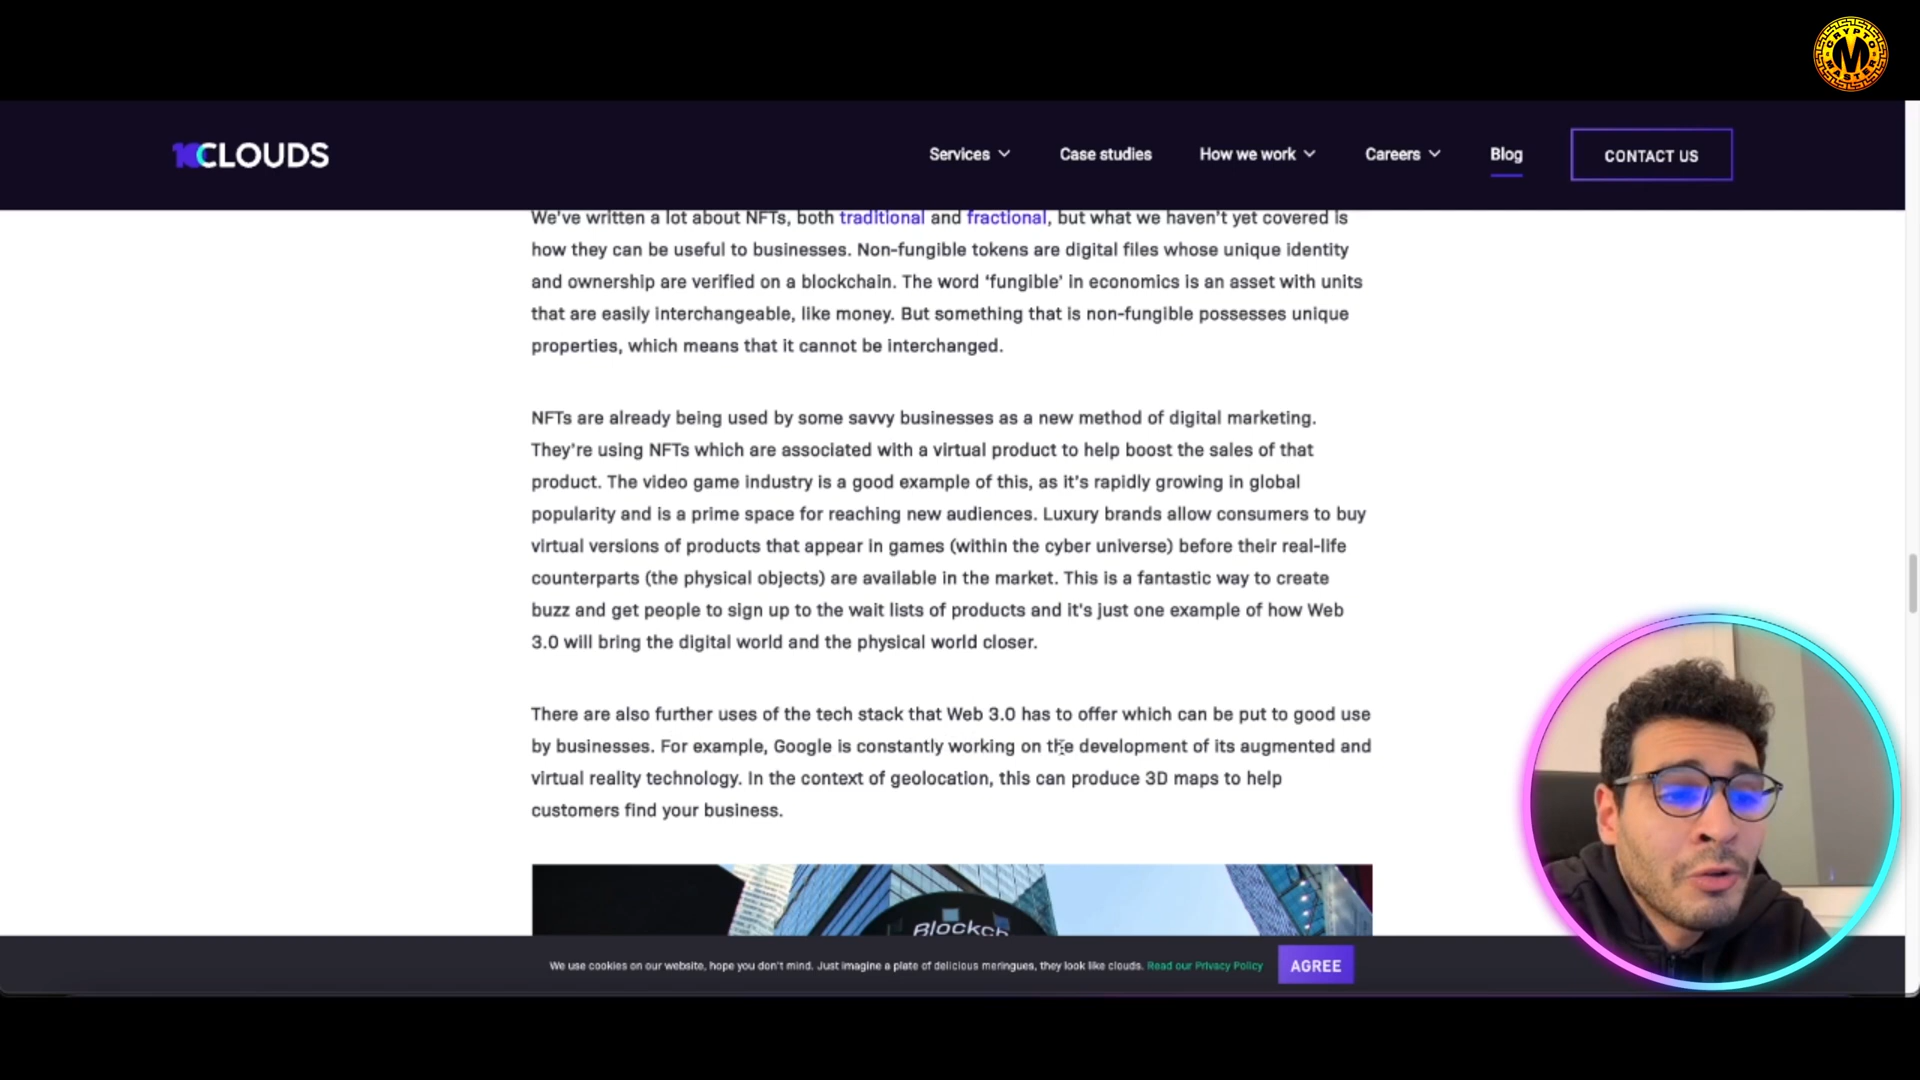 CRYPTO
M
MASTER
10CLOUDS
Services
Case studies
How we work
Careers
Blog
CONTACT US
We've written a lot about NFTs, both traditional and fractional, but what we haven't yet covered is
how they can be useful to businesses. Non-fungible tokens are digital files whose unique identity
and ownership are verified on a blockchain. The word ‘fungible’ in economics is an asset with units
that are easily interchangeable, like money. But something that is non-fungible possesses unique
properties, which means that it cannot be interchanged.
NFTs are already being used by some savvy businesses as a new method of digital marketing.
They're using NFTs which are associated with a virtual product to help boost the sales of that
product. The video game industry is a good example of this, as it's rapidly growing in global
popularity and is a prime space for reaching new audiences. Luxury brands allow consumers to buy
virtual versions of products that appear in games (within the cyber universe) before their real-life
counterparts (the physical objects) are available in the market. This is a fantastic way to create
buzz and get people to sign up to the wait lists of products and it's just one example of how Web
3.0 will bring the digital world and the physical world closer.
There are also further uses of the tech stack that Web 3.0 has to offer which can be put to good use
by businesses. For example, Google is constantly working on the development of its augmented and
virtual reality technology. In the context of geolocation, this can produce 3D maps to help
customers find your business.
Blockch
We use cookies on our website, hope you don't mind. Just imagine a plate of delicious meringues, they look like clouds. Read our Privacy Policy
AGREE